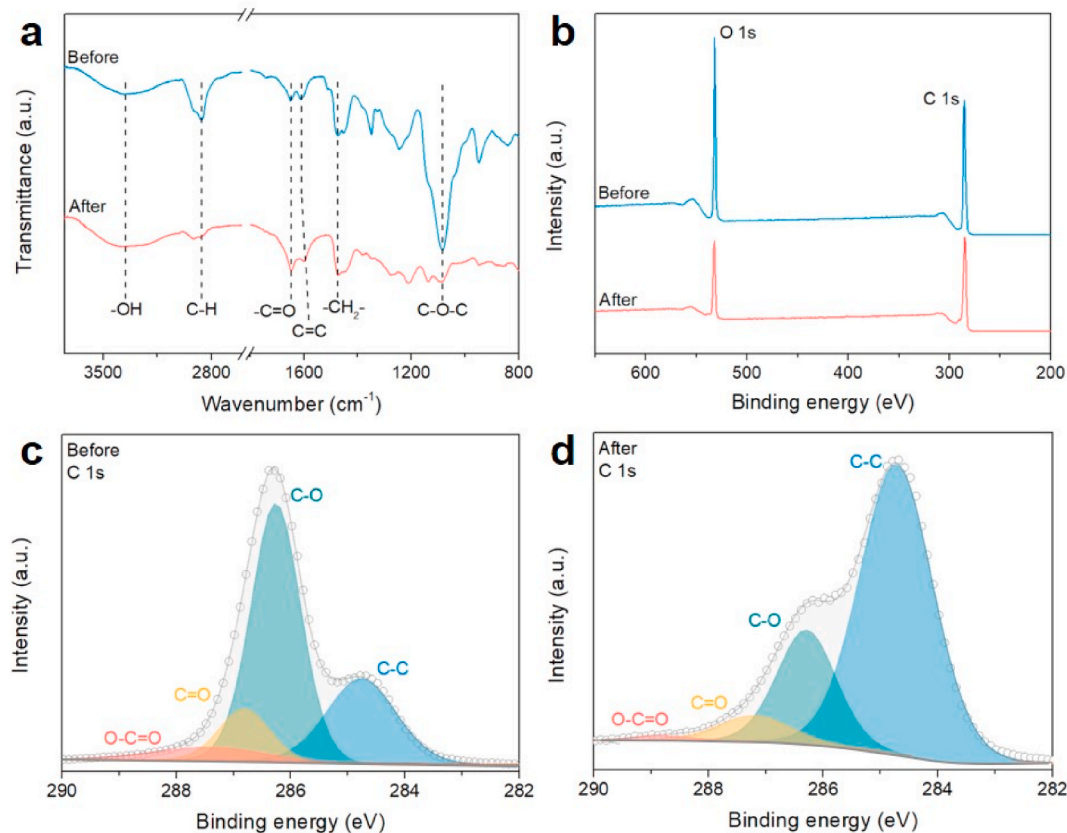 a
Before
After
-OH
C-H
-C=O
C=C
-CH₂-
C-O-C
Transmittance (a.u.)
3500
2800
1600
1200
800
Wavenumber (cm⁻¹)
b
O 1s
C 1s
Before
After
Intensity (a.u.)
600
500
400
300
200
Binding energy (eV)
c
Before
C 1s
C-O
C-C
C=O
O-C=O
Intensity (a.u.)
290
288
286
284
282
Binding energy (eV)
d
After
C 1s
C-C
C-O
C=O
O-C=O
Intensity (a.u.)
290
288
286
284
282
Binding energy (eV)